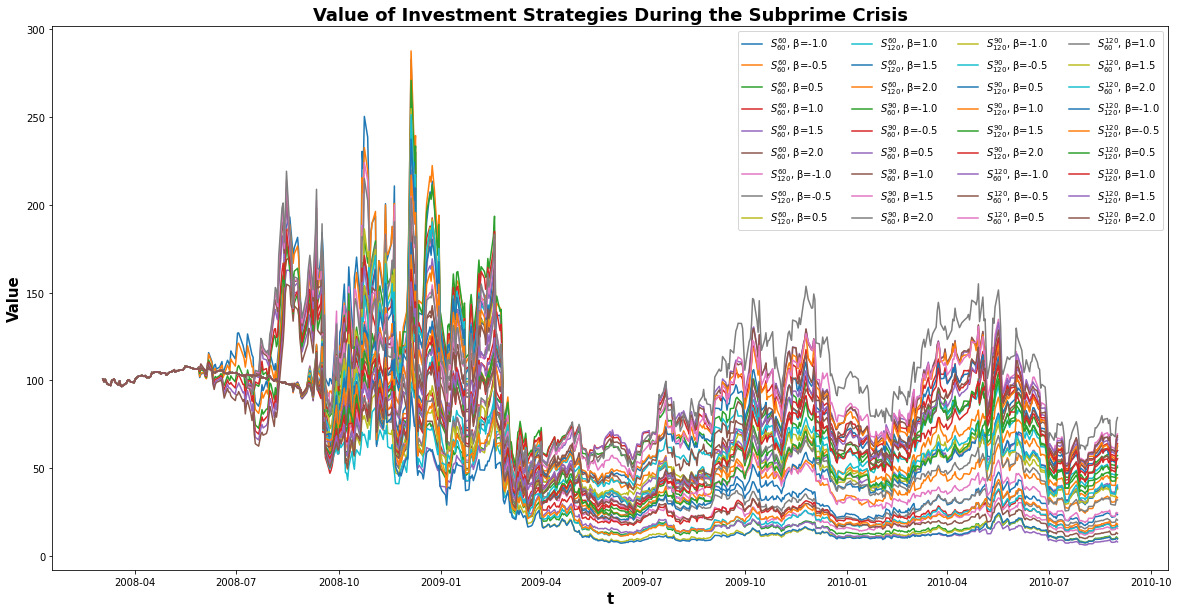 Value of Investment Strategies During the Subprime Crisis
300
250
200
150
100
50
0
Value
S^60_60, β=-1.0
S^60_60, β=-0.5
S^60_60, β=0.5
S^60_60, β=1.0
S^60_60, β=1.5
S^60_60, β=2.0
S^60_120, β=-1.0
S^60_120, β=-0.5
S^60_120, β=0.5
S^60_120, β=1.0
S^60_120, β=1.5
S^60_120, β=2.0
S^90_60, β=-1.0
S^90_60, β=-0.5
S^90_60, β=0.5
S^90_60, β=1.0
S^90_60, β=1.5
S^90_60, β=2.0
S^90_120, β=-1.0
S^90_120, β=-0.5
S^90_120, β=0.5
S^90_120, β=1.0
S^90_120, β=1.5
S^90_120, β=2.0
S^120_60, β=-1.0
S^120_60, β=-0.5
S^120_60, β=0.5
S^120_60, β=1.0
S^120_60, β=1.5
S^120_60, β=2.0
S^120_120, β=-1.0
S^120_120, β=-0.5
S^120_120, β=0.5
S^120_120, β=1.0
S^120_120, β=1.5
S^120_120, β=2.0
2008-04 2008-07 2008-10 2009-01 2009-04 2009-07 2009-10 2010-01 2010-04 2010-07 2010-10
t